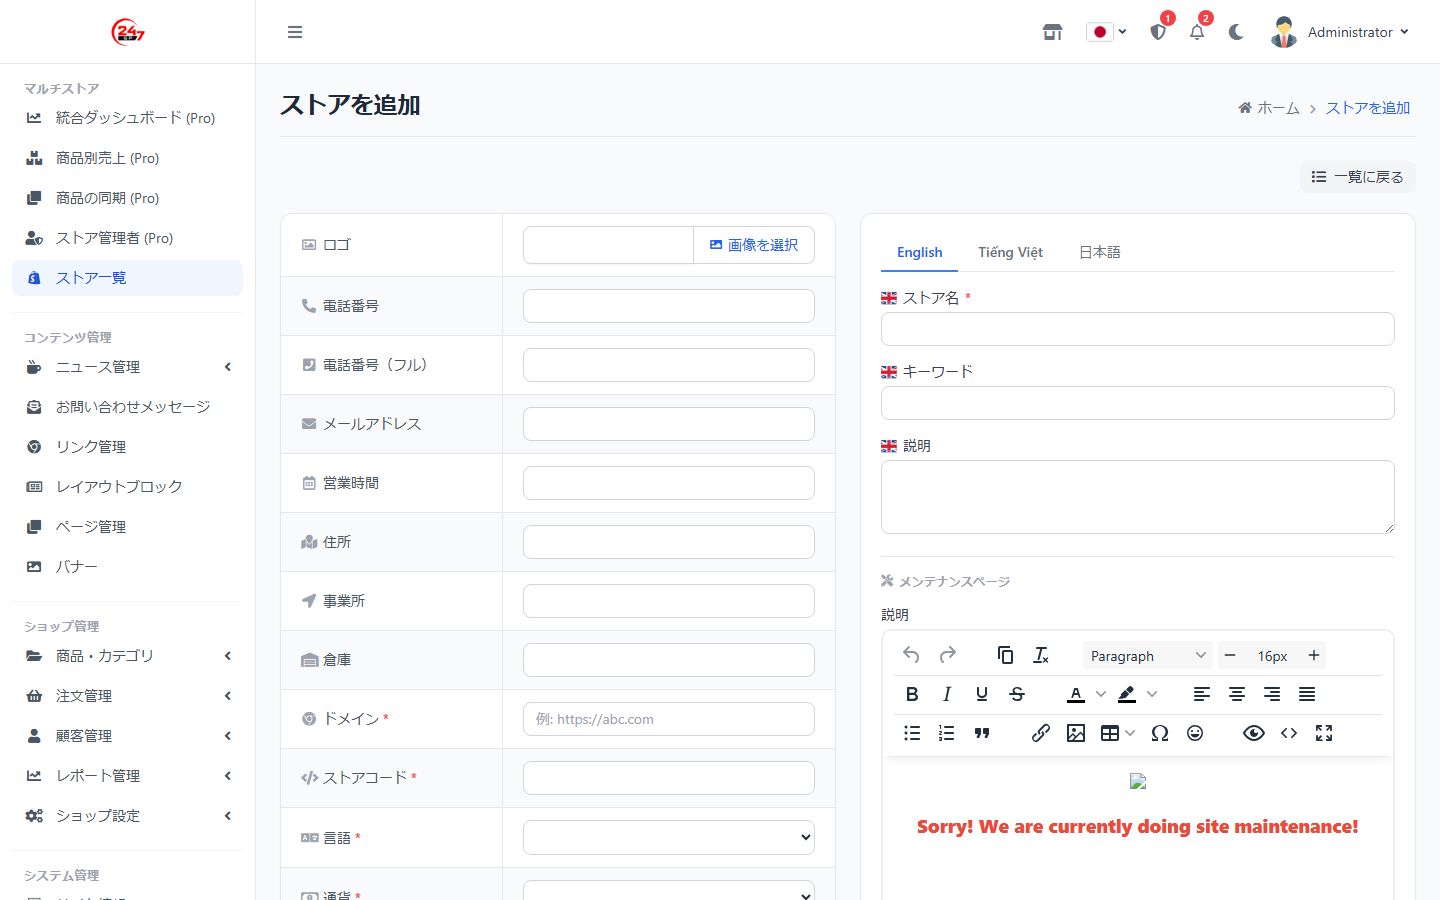 247
マルチストア
統合ダッシュボード (Pro)
商品別売上 (Pro)
商品の同期 (Pro)
ストア管理者 (Pro)
ストア一覧
コンテンツ管理
ニュース管理
お問い合わせメッセージ
リンク管理
レイアウトブロック
ページ管理
バナー
ショップ管理
商品・カテゴリ
注文管理
顧客管理
レポート管理
ショップ設定
システム管理
1
2
Administrator
ストアを追加
ホーム
ストアを追加
一覧に戻る
ロゴ
画像を選択
電話番号
電話番号（フル）
メールアドレス
営業時間
住所
事業所
倉庫
ドメイン *
例: https://abc.com
ストアコード *
言語 *
通貨 *
English
Tiếng Việt
日本語
ストア名 *
キーワード
説明
メンテナンスページ
説明
Paragraph
16px
Sorry! We are currently doing site maintenance!